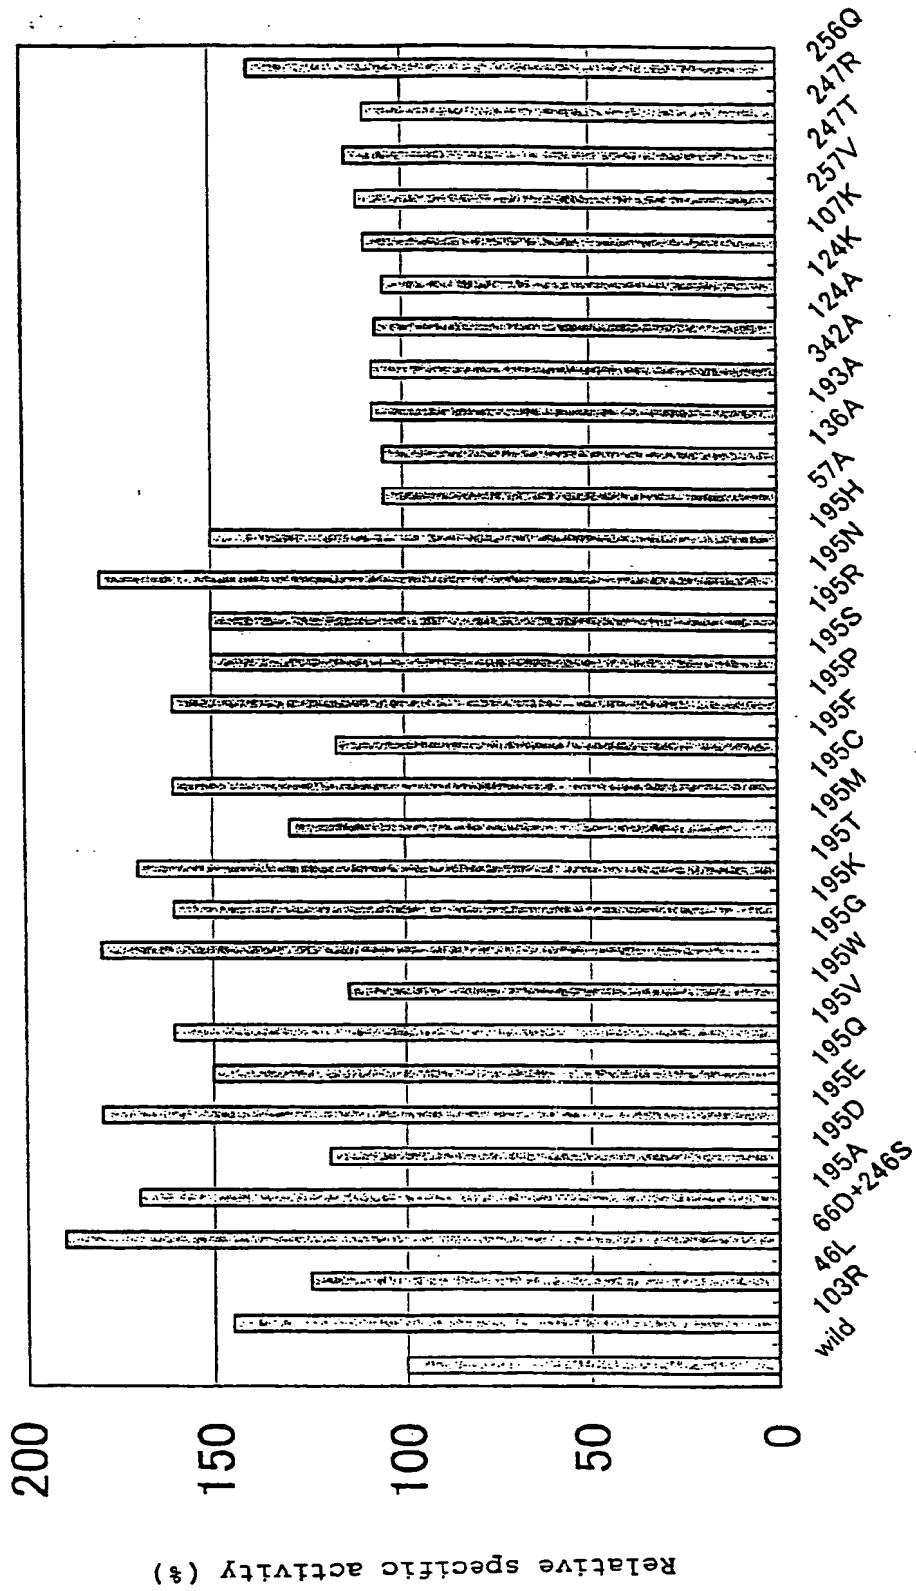 Relative specific activity (%)
200
150
100
50
0
wild
103R
46L
66D+246S
195A
195D
195E
195Q
195V
195W
195G
195K
195T
195M
195C
195F
195P
195S
195R
195N
195H
57A
136A
193A
342A
124A
124K
107K
257V
247T
247R
256Q